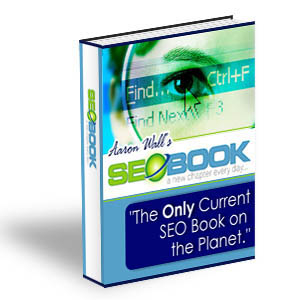 SEOBOOK
Find... Ctrl+F
Find Next F3
Aaron Wall's
SEOBOOK
a new chapter every day...
"The Only Current
SEO Book on
the Planet."